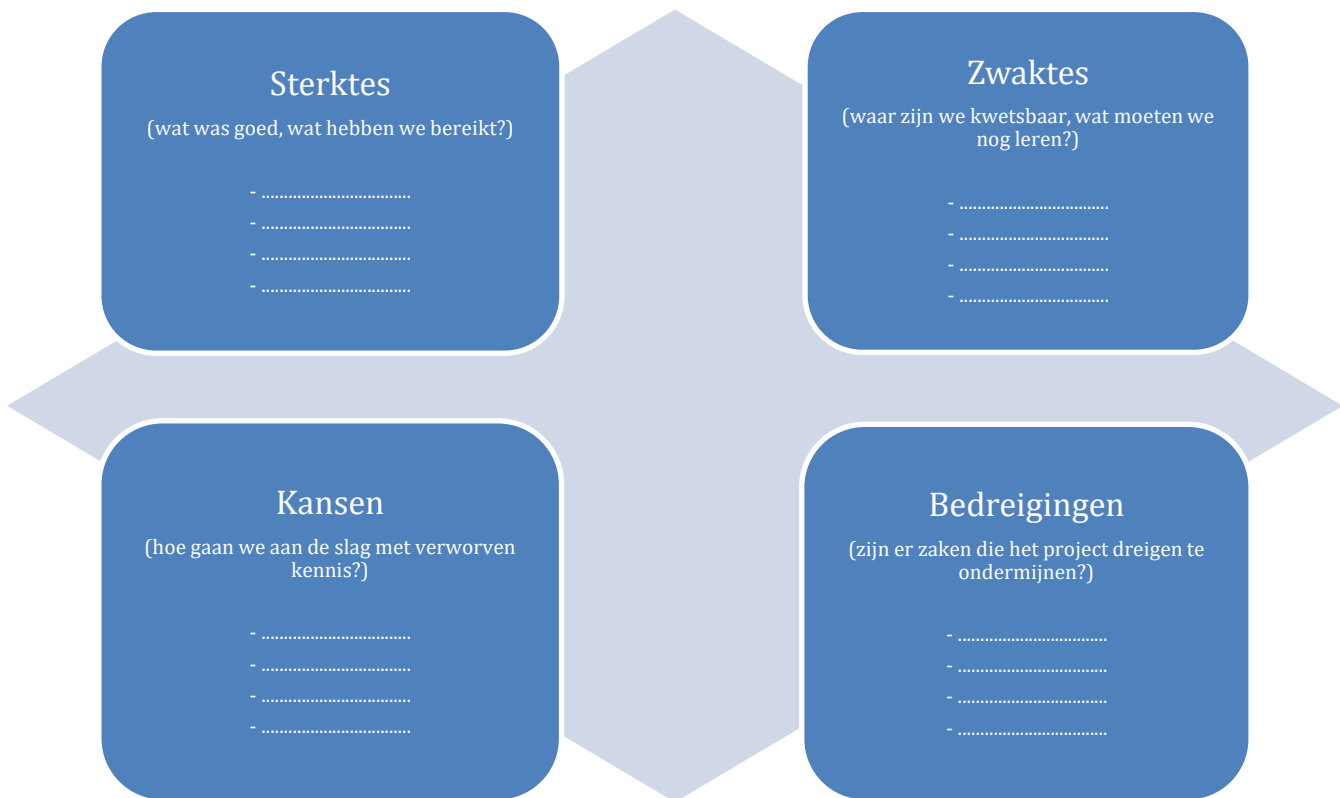 Sterktes
(wat was goed, wat hebben we bereikt?)
- ..................................
- ..................................
- ..................................
- ..................................
Zwaktes
(waar zijn we kwetsbaar, wat moeten we
nog leren?)
- ..................................
- ..................................
- ..................................
- ..................................
Kansen
(hoe gaan we aan de slag met verworven
kennis?)
- ..................................
- ..................................
- ..................................
- ..................................
Bedreigingen
(zijn er zaken die het project dreigen te
ondermijnen?)
- ..................................
- ..................................
- ..................................
- ..................................